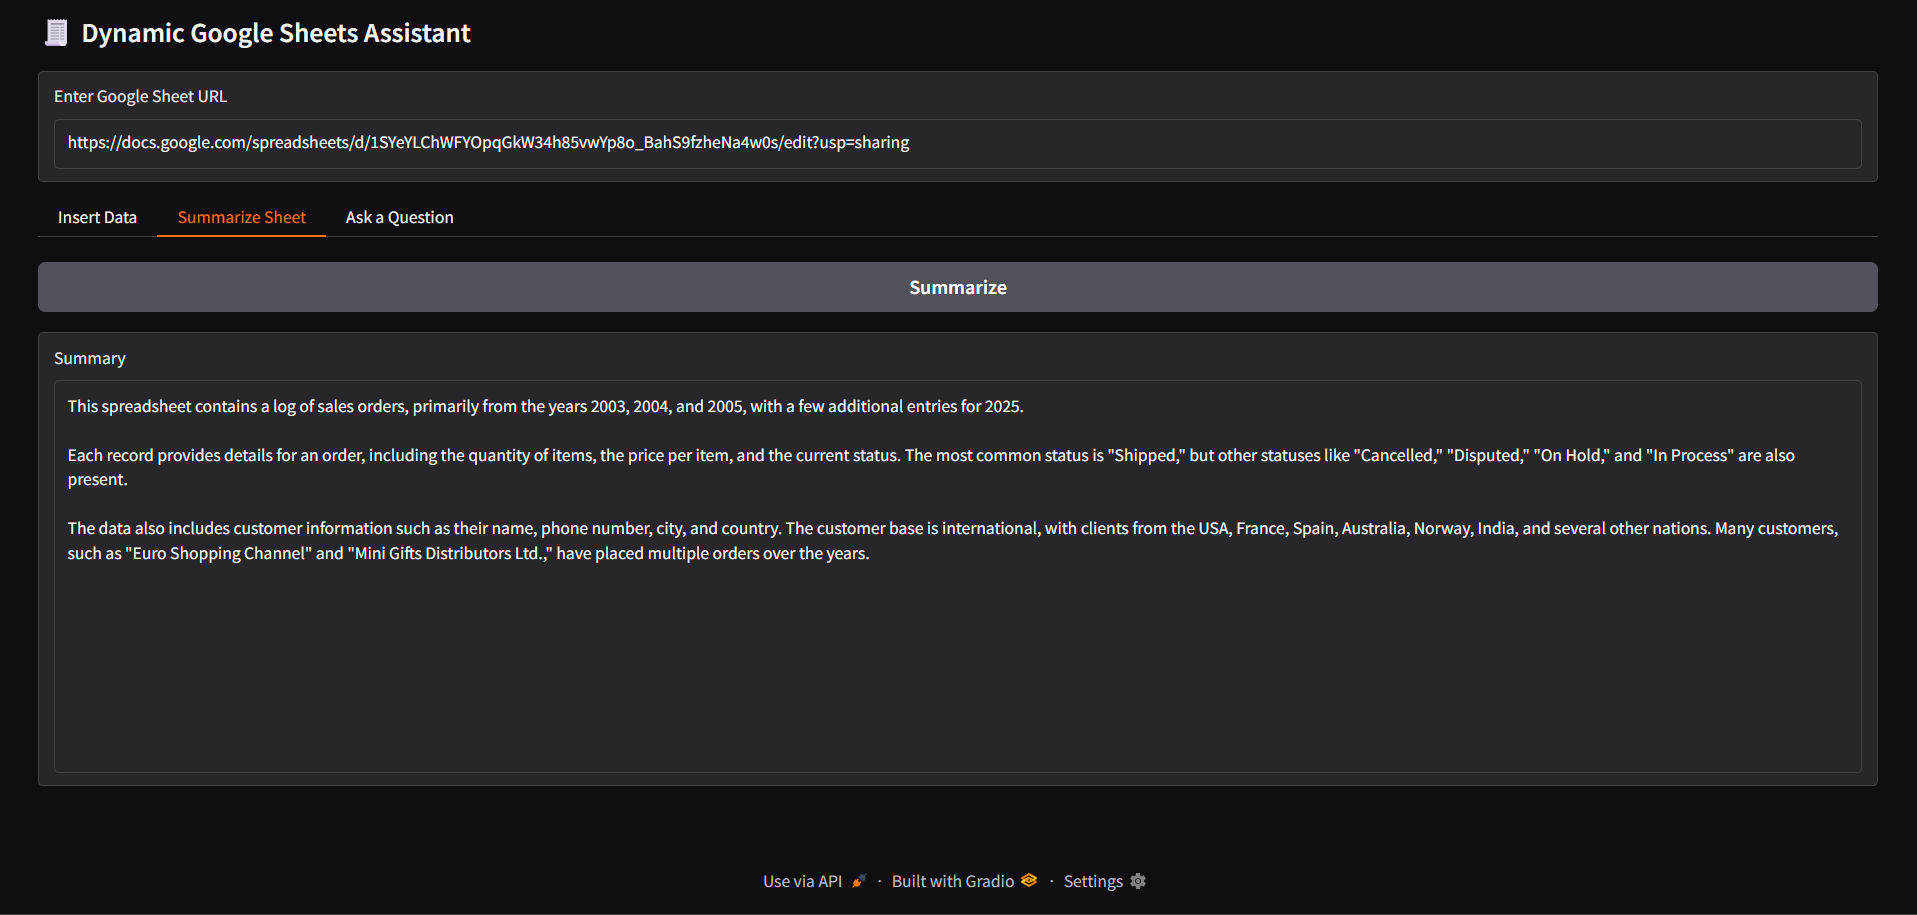 Dynamic Google Sheets Assistant
Enter Google Sheet URL
https://docs.google.com/spreadsheets/d/1SYeYLChWFYOpqGkW34h85vwYp8o_BahS9fzheNa4w0s/edit?usp=sharing
Insert Data
Summarize Sheet
Ask a Question
Summarize
Summary
This spreadsheet contains a log of sales orders, primarily from the years 2003, 2004, and 2005, with a few additional entries for 2025.
Each record provides details for an order, including the quantity of items, the price per item, and the current status. The most common status is "Shipped," but other statuses like "Cancelled," "Disputed," "On Hold," and "In Process" are also
present.
The data also includes customer information such as their name, phone number, city, and country. The customer base is international, with clients from the USA, France, Spain, Australia, Norway, India, and several other nations. Many customers,
such as "Euro Shopping Channel" and "Mini Gifts Distributors Ltd.," have placed multiple orders over the years.
Use via API · Built with Gradio · Settings